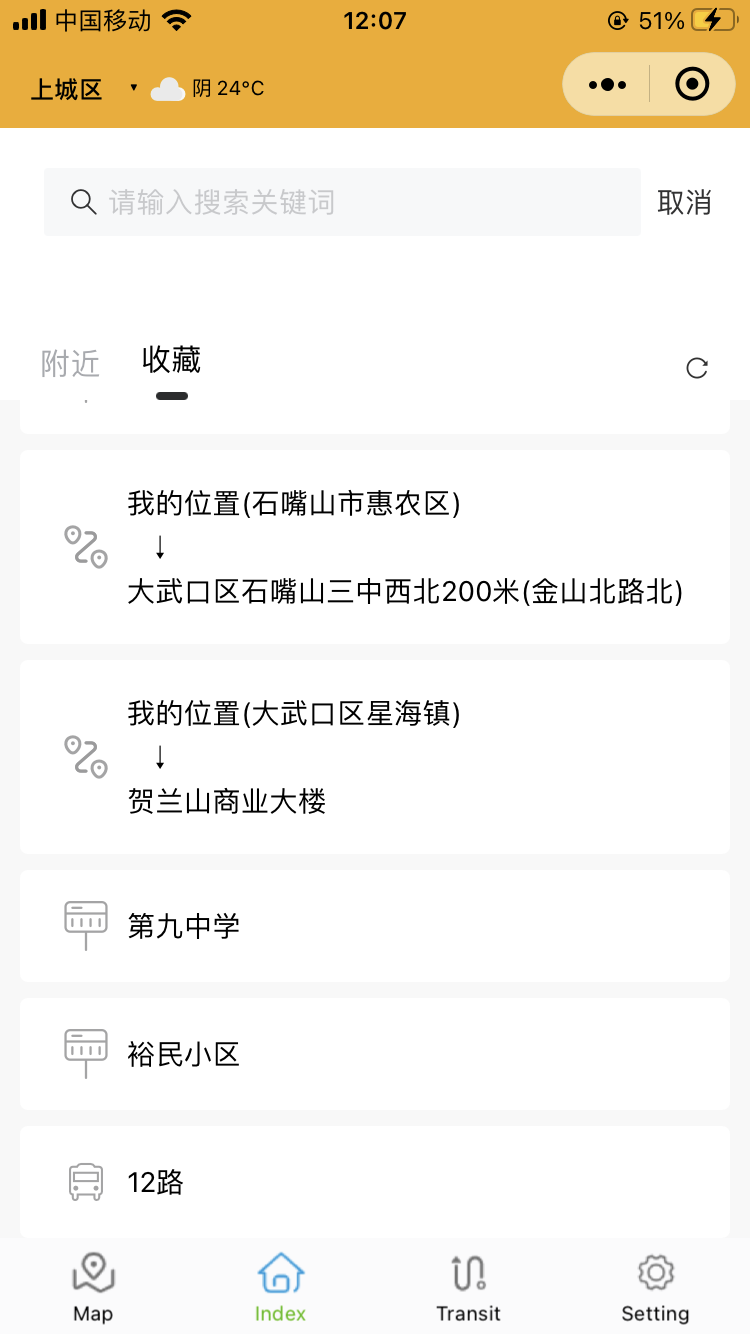 中国移动
12:07
51%
上城区
阴 24°C
请输入搜索关键词
取消
附近
收藏
我的位置(石嘴山市惠农区)
↓
大武口区石嘴山三中西北200米(金山北路北)
我的位置(大武口区星海镇)
↓
贺兰山商业大楼
第九中学
裕民小区
12路
Map
Index
Transit
Setting